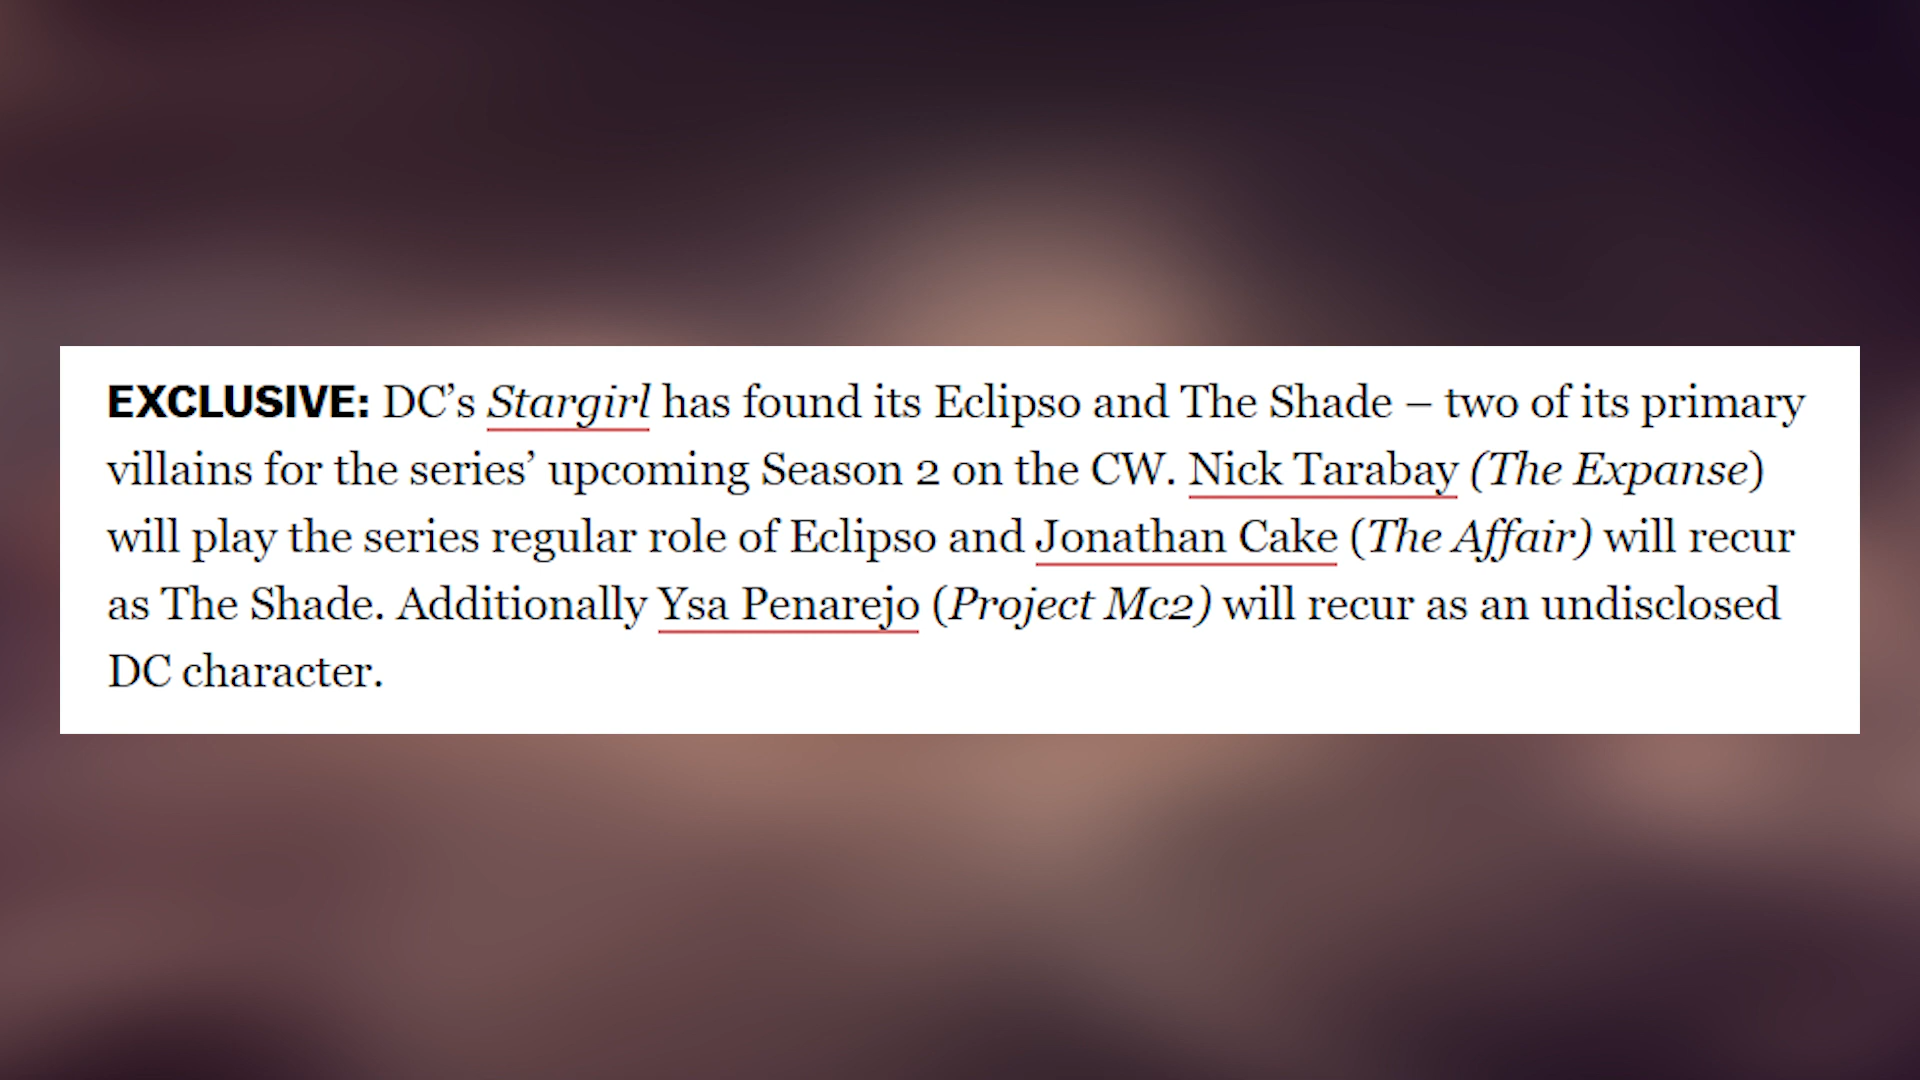 EXCLUSIVE: DC’s Stargirl has found its Eclipso and The Shade – two of its primary
villains for the series’ upcoming Season 2 on the CW. Nick Tarabay (The Expanse)
will play the series regular role of Eclipso and Jonathan Cake (The Affair) will recur
as The Shade. Additionally Ysa Penarejo (Project Mc2) will recur as an undisclosed
DC character.